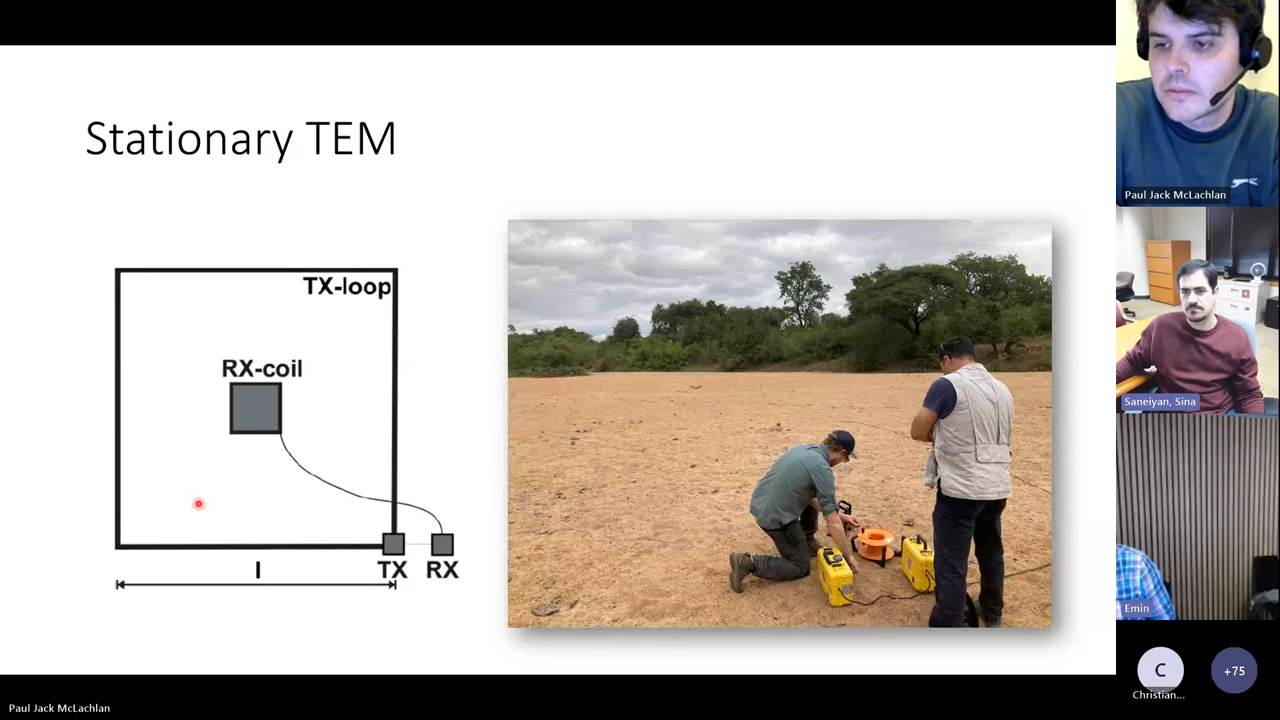 Stationary TEM
TX-loop
RX-coil
TX
RX
l
Paul Jack McLachlan
Saneiyan, Sina
Emin
C
+75
Christian...
Paul Jack McLachlan